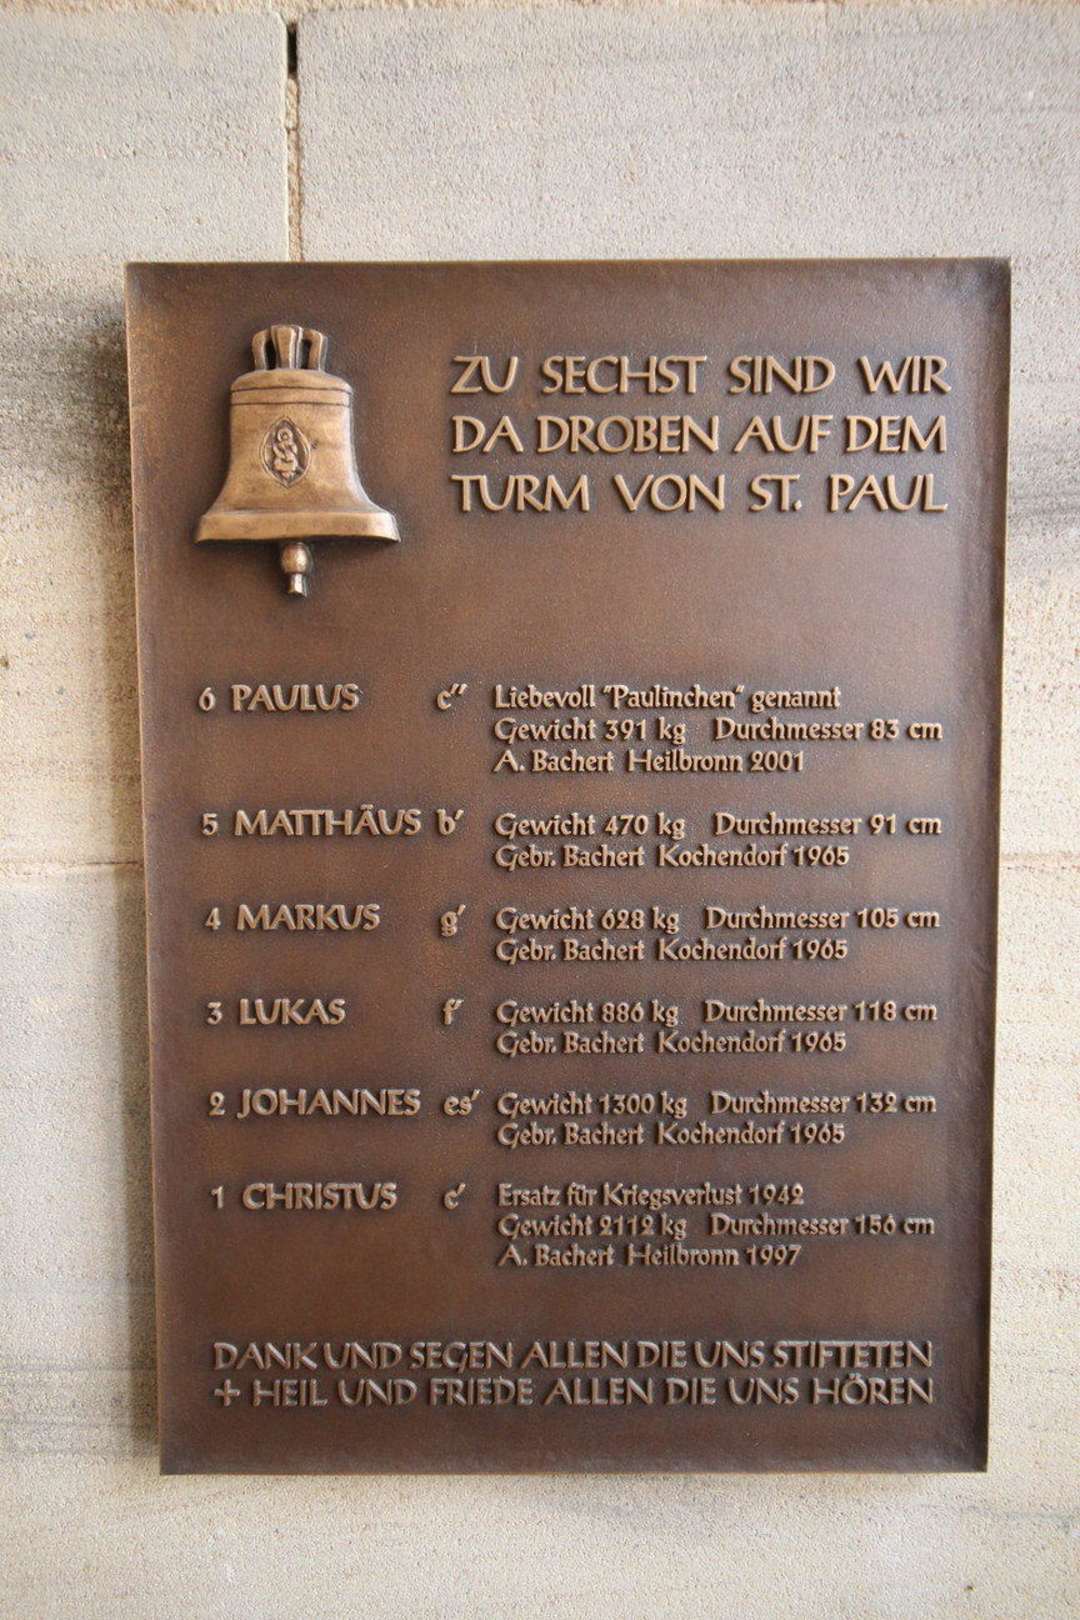 ZU SECHST SIND WIR
DA DROBEN AUF DEM
TURM VON ST. PAUL
6 PAULUS c'' Liebevoll "Paulinchen" genannt
Gewicht 391 kg Durchmesser 83 cm
A. Bachert Heilbronn 2001
5 MATTHÄUS b' Gewicht 470 kg Durchmesser 91 cm
Gebr. Bachert Kochendorf 1965
4 MARKUS g' Gewicht 628 kg Durchmesser 105 cm
Gebr. Bachert Kochendorf 1965
3 LUKAS f' Gewicht 886 kg Durchmesser 118 cm
Gebr. Bachert Kochendorf 1965
2 JOHANNES es' Gewicht 1300 kg Durchmesser 132 cm
Gebr. Bachert Kochendorf 1965
1 CHRISTUS c' Ersatz für Kriegsverlust 1942
Gewicht 2112 kg Durchmesser 156 cm
A. Bachert Heilbronn 1997
DANK UND SEGEN ALLEN DIE UNS STIFTETEN
+ HEIL UND FRIEDE ALLEN DIE UNS HÖREN